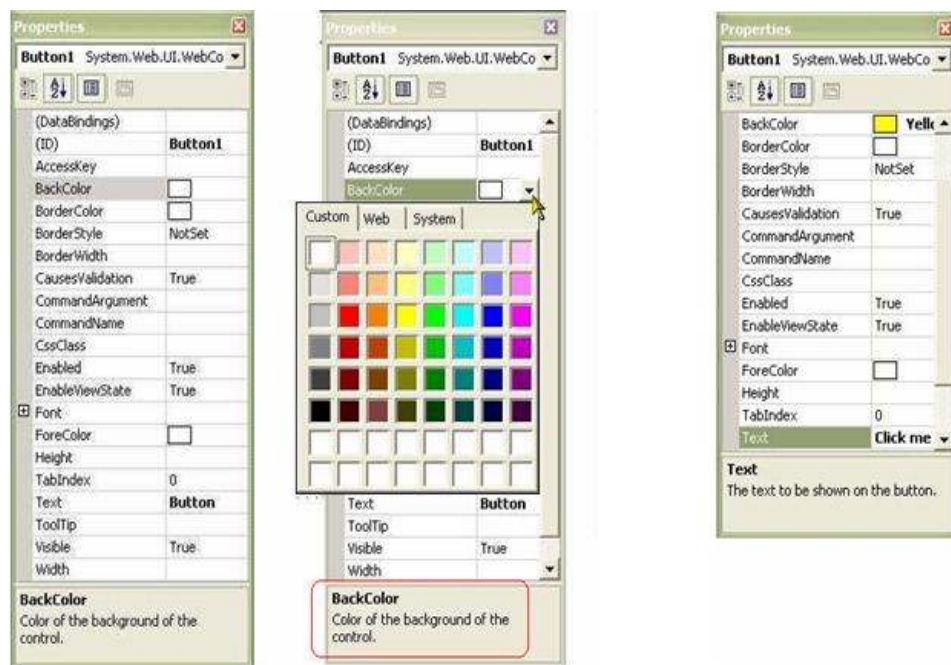 Properties
Button1 System.Web.UI.WebCo
(DataBindings)
(ID) Button1
AccessKey
BackColor
BorderColor
BorderStyle NotSet
BorderWidth
CausesValidation True
CommandArgument
CommandName
CssClass
Enabled True
EnableViewState True
Font
ForeColor
Height
TabIndex 0
Text Button
ToolTip
Visible True
Width
BackColor
Color of the background of the
control.
Properties
Button1 System.Web.UI.WebCo
(DataBindings)
(ID) Button1
AccessKey
BackColor
Custom Web System
Text Button
ToolTip
Visible True
Width
BackColor
Color of the background of the
control.
Properties
Button1 System.Web.UI.WebCo
BackColor Yell
BorderColor
BorderStyle NotSet
BorderWidth
CausesValidation True
CommandArgument
CommandName
CssClass
Enabled True
EnableViewState True
Font
ForeColor
Height
TabIndex 0
Text Click me
Text
The text to be shown on the button.